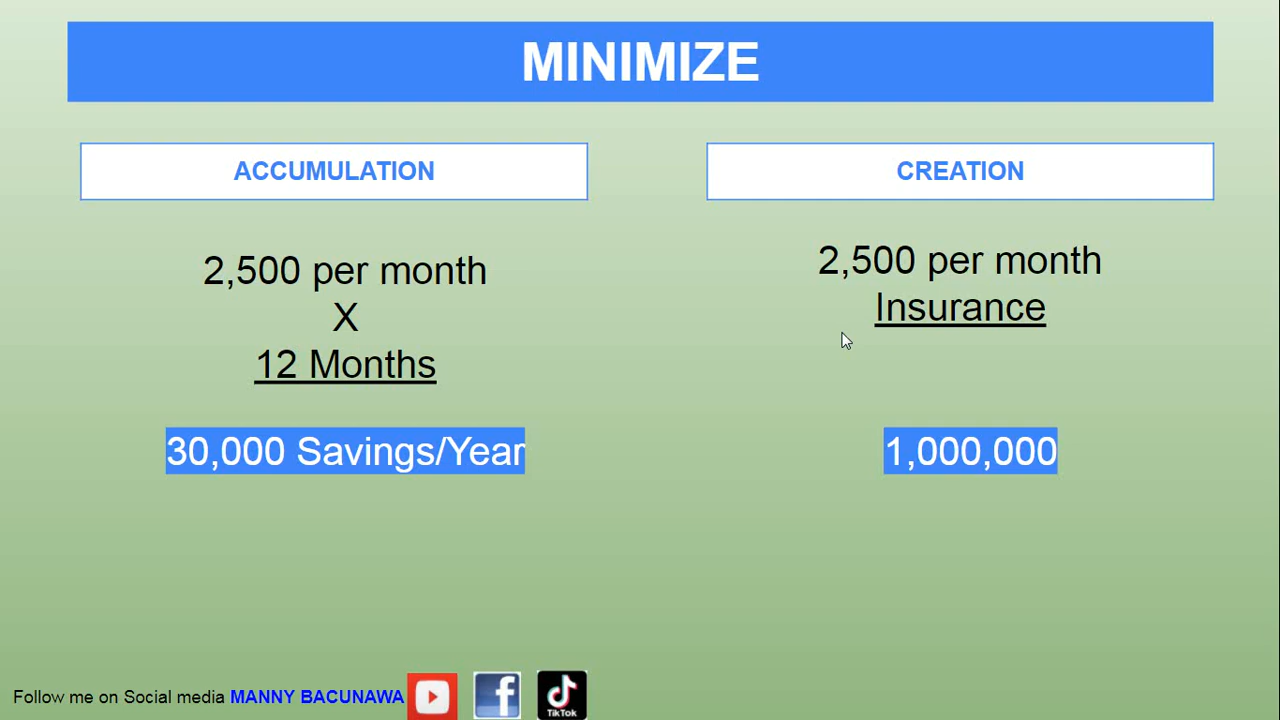 MINIMIZE
ACCUMULATION
2,500 per month
X
12 Months
30,000 Savings/Year
CREATION
2,500 per month
Insurance
1,000,000
Follow me on Social media MANNY BACUNAWA
TikTok